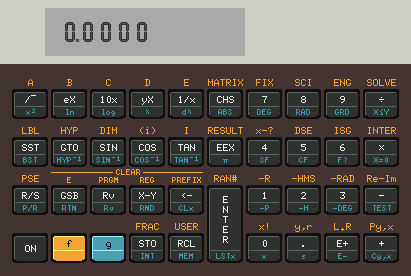 0.0000
A B C D E MATRIX FIX SCI ENG SOLVE
/‾ eX 10x yX 1/x CHS 7 8 9 ÷
x² ln log % d% ABS DEG RAD GRD X≤Y
LBL HYP DIM (i) I RESULT x-? DSE ISG INTER
SST GTO SIN COS TAN EEX 4 5 6 X
BST HYP⁻¹ SIN⁻¹ COS⁻¹ TAN⁻¹ π SF CF F? X=0
CLEAR
PSE E PRGM REG PREFIX RAN# -R -HMS -RAD Re-Im
R/S GSB Rv X-Y <- ENTER 1 2 3 -
P/R RTN Rv RND CLx -P -H -DEG TEST
FRAC USER x! y,r L.R Py,x
ON f g STO RCL 0 . E+ +
INT MEM LSTx x s E- Cy,x